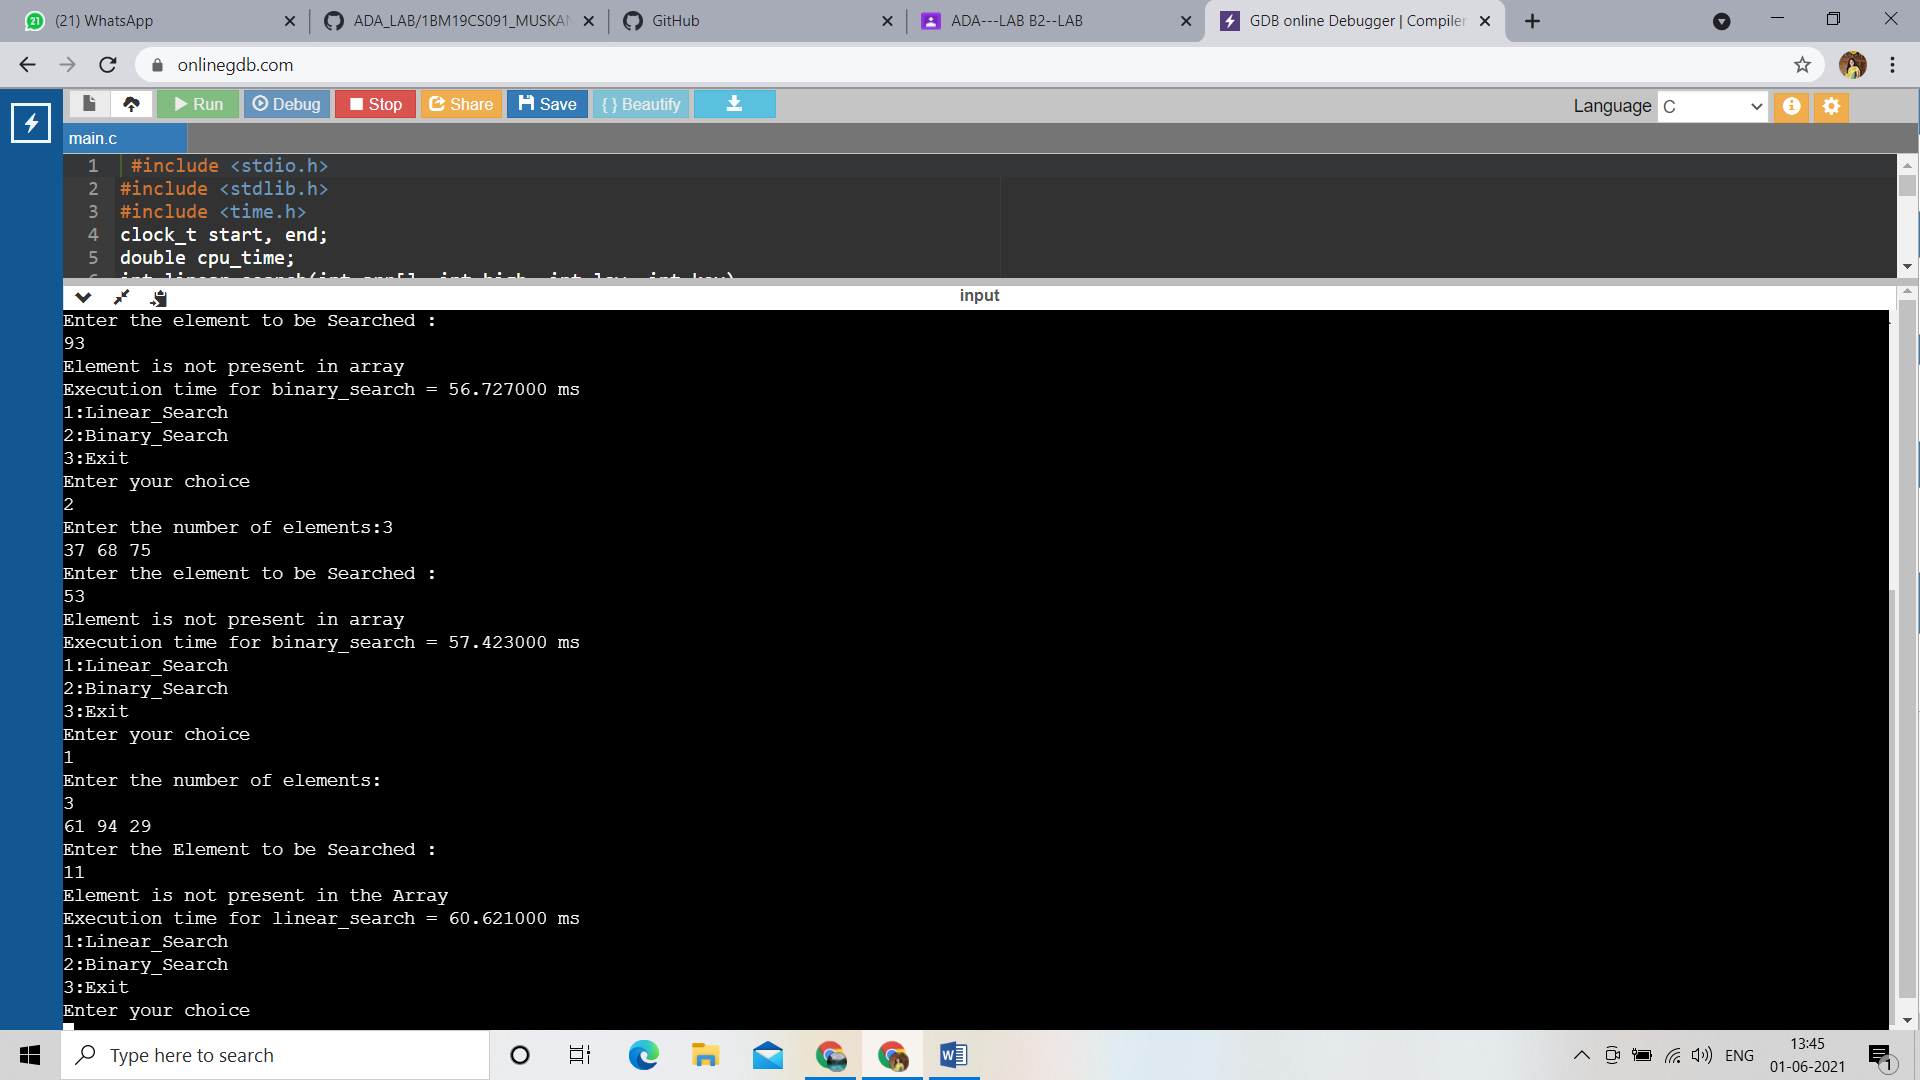 (21) WhatsApp
ADA_LAB/1BM19CS091_MUSKAN
GitHub
ADA---LAB B2--LAB
GDB online Debugger | Compiler
onlinegdb.com
Run
Debug
Stop
Share
Save
{ } Beautify
Language
C
main.c
1 #include <stdio.h>
2 #include <stdlib.h>
3 #include <time.h>
4 clock_t start, end;
5 double cpu_time;
input
Enter the element to be Searched :
93
Element is not present in array
Execution time for binary_search = 56.727000 ms
1:Linear_Search
2:Binary_Search
3:Exit
Enter your choice
2
Enter the number of elements:3
37 68 75
Enter the element to be Searched :
53
Element is not present in array
Execution time for binary_search = 57.423000 ms
1:Linear_Search
2:Binary_Search
3:Exit
Enter your choice
1
Enter the number of elements:
3
61 94 29
Enter the Element to be Searched :
11
Element is not present in the Array
Execution time for linear_search = 60.621000 ms
1:Linear_Search
2:Binary_Search
3:Exit
Enter your choice
Type here to search
ENG
13:45
01-06-2021
1